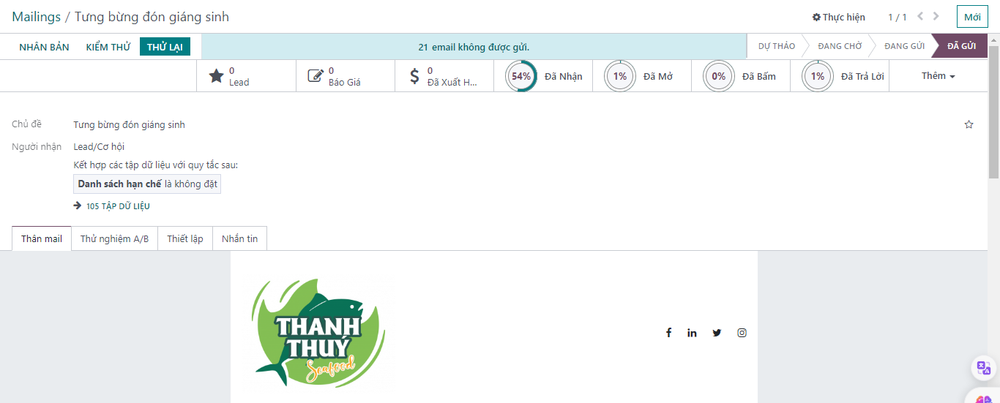 Mailings / Tưng bừng đón giáng sinh
Thực hiện
1 / 1
Mới
NHÂN BẢN
KIỂM THỬ
THỬ LẠI
21 email không được gửi.
DỰ THẢO
ĐANG CHỜ
ĐANG GỬI
ĐÃ GỬI
0
Lead
0
Báo Giá
0
Đã Xuất H...
54% Đã Nhận
1% Đã Mở
0% Đã Bấm
1% Đã Trả Lời
Thêm
Chủ đề Tưng bừng đón giáng sinh
Người nhận Lead/Cơ hội
Kết hợp các tập dữ liệu với quy tắc sau:
Danh sách hạn chế là không đặt
105 TẬP DỮ LIỆU
Thân mail
Thử nghiệm A/B
Thiết lập
Nhắn tin
THANH
THUÝ
Seafood